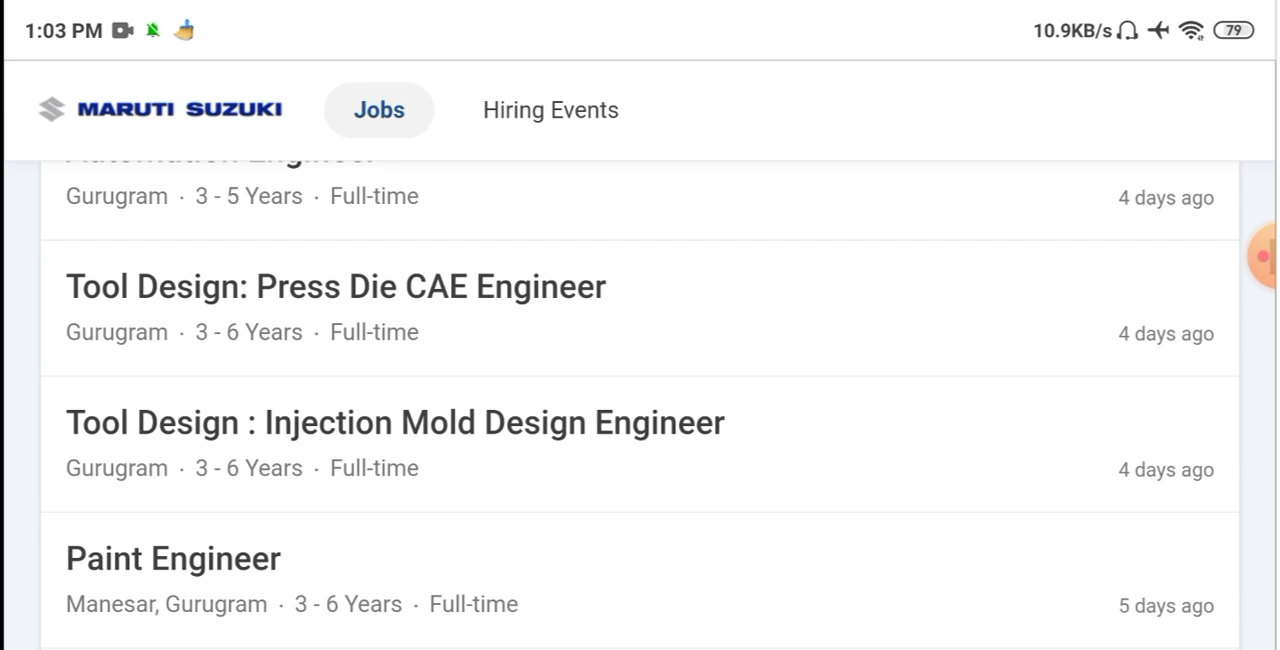 1:03 PM 10.9KB/s 79
MARUTI SUZUKI Jobs Hiring Events
Automation Engineer
Gurugram · 3 - 5 Years · Full-time 4 days ago
Tool Design: Press Die CAE Engineer
Gurugram · 3 - 6 Years · Full-time 4 days ago
Tool Design : Injection Mold Design Engineer
Gurugram · 3 - 6 Years · Full-time 4 days ago
Paint Engineer
Manesar, Gurugram · 3 - 6 Years · Full-time 5 days ago